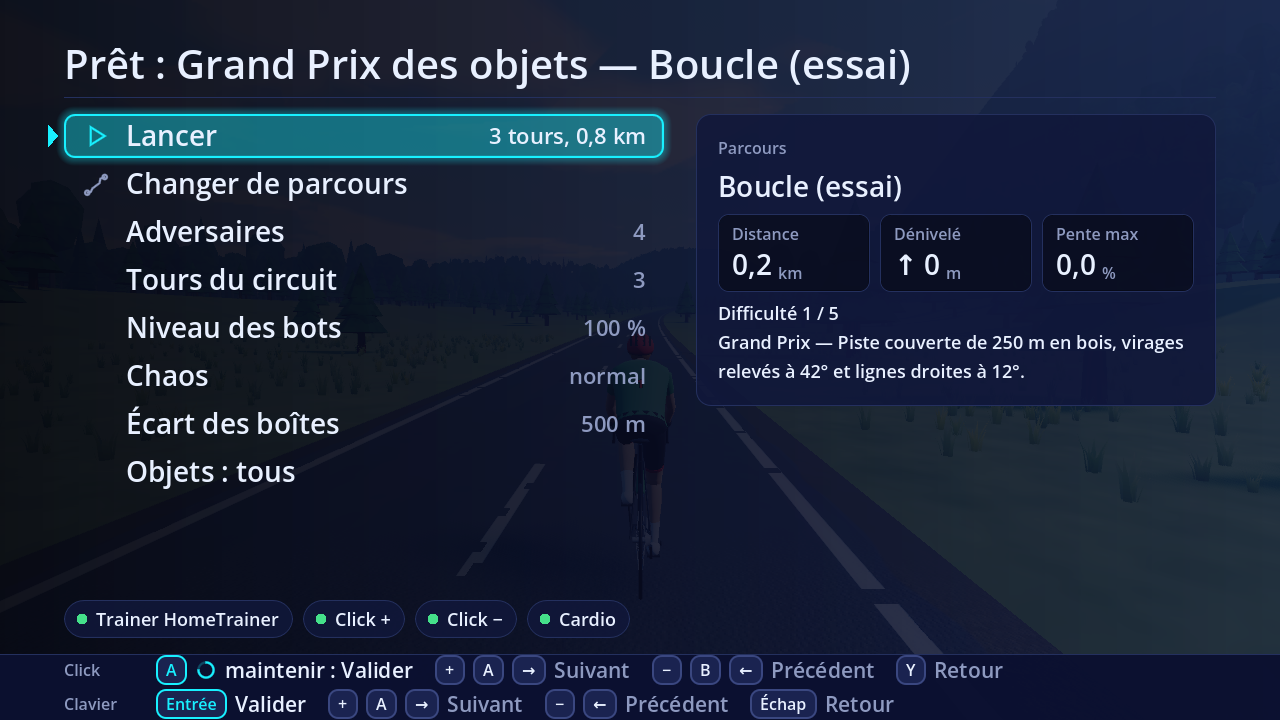 Prêt : Grand Prix des objets — Boucle (essai)
Lancer 3 tours, 0,8 km
Changer de parcours
Adversaires 4
Tours du circuit 3
Niveau des bots 100 %
Chaos normal
Écart des boîtes 500 m
Objets : tous
Parcours
Boucle (essai)
Distance Dénivelé Pente max
0,2 km ↑ 0 m 0,0 %
Difficulté 1 / 5
Grand Prix — Piste couverte de 250 m en bois, virages
relevés à 42° et lignes droites à 12°.
Trainer HomeTrainer Click + Click − Cardio
Click A maintenir : Valider + A → Suivant − B ← Précédent Y Retour
Clavier Entrée Valider + A → Suivant − ← Précédent Échap Retour